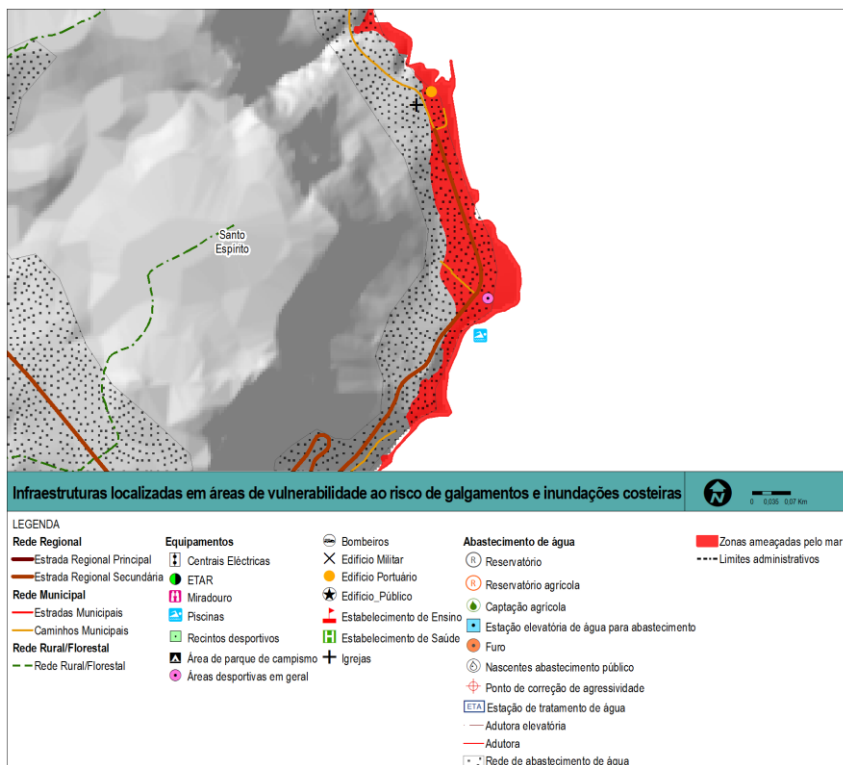 Santo
Espírito
Infraestruturas localizadas em áreas de vulnerabilidade ao risco de galgamentos e inundações costeiras
N
0 0,035 0,07 Km
LEGENDA
Rede Regional
Estrada Regional Principal
Estrada Regional Secundária
Rede Municipal
Estradas Municipais
Caminhos Municipais
Rede Rural/Florestal
Rede Rural/Florestal
Equipamentos
Centrais Eléctricas
ETAR
Miradouro
Piscinas
Recintos desportivos
Área de parque de campismo
Áreas desportivas em geral
Bombeiros
Edifício Militar
Edifício Portuário
Edifício_Público
Estabelecimento de Ensino
H Estabelecimento de Saúde
Igrejas
Abastecimento de água
R Reservatório
R Reservatório agrícola
Captação agrícola
Estação elevatória de água para abastecimento
Furo
Nascentes abastecimento público
Ponto de correção de agressividade
ETA Estação de tratamento de água
Adutora elevatória
Adutora
Rede de abastecimento de água
Zonas ameaçadas pelo mar
Limites administrativos